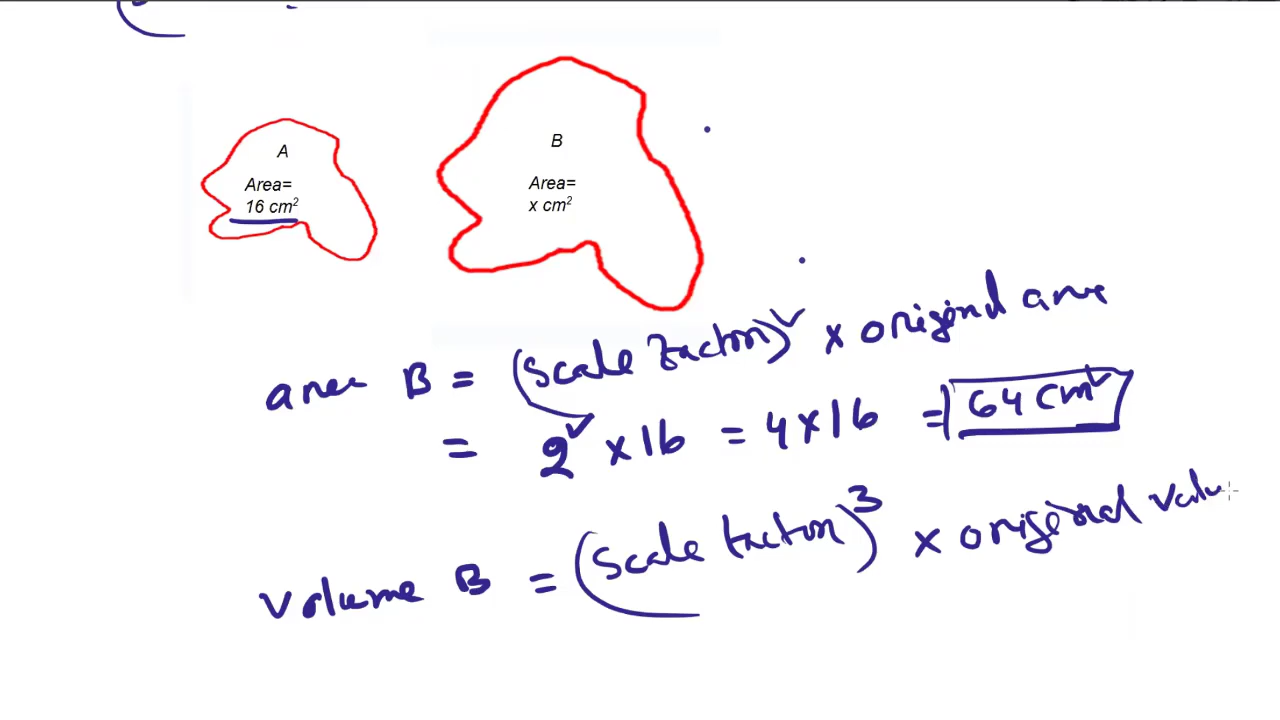 A
B
Area=
16 cm²
Area=
x cm²
area B = (Scale factor)² × original area
= 2² × 16 = 4 × 16 = 64 cm²
volume B = (Scale factor)³ × original